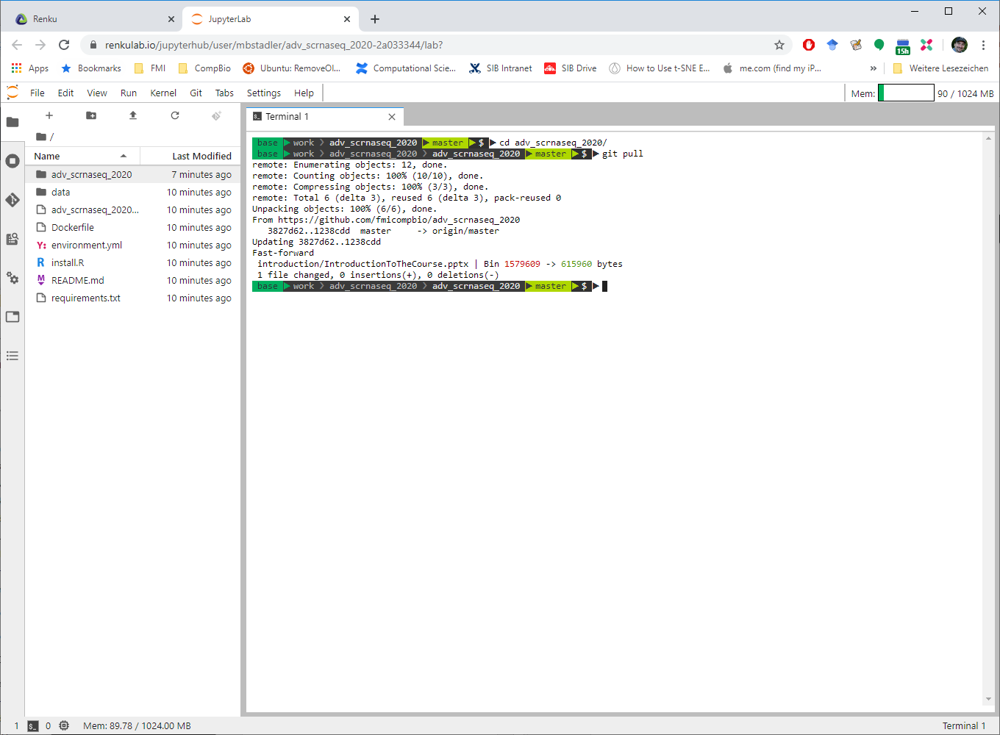 Renku
JupyterLab
renkulab.io/jupyterhub/user/mbstadler/adv_scrnaseq_2020-2a033344/lab?
15h
Apps
Bookmarks
FMI
CompBio
Ubuntu: RemoveOl...
Computational Scie...
SIB Intranet
SIB Drive
How to Use t-SNE E...
me.com (find my iP...
»
Weitere Lesezeichen
File Edit View Run Kernel Git Tabs Settings Help
Mem: 90 / 1024 MB
/
Name Last Modified
adv_scrnaseq_2020 7 minutes ago
data 10 minutes ago
adv_scrnaseq_2020... 10 minutes ago
Dockerfile 10 minutes ago
Y: environment.yml 10 minutes ago
R install.R 10 minutes ago
M README.md 10 minutes ago
requirements.txt 10 minutes ago
$_ Terminal 1
base work adv_scrnaseq_2020 master $ cd adv_scrnaseq_2020/
base work adv_scrnaseq_2020 adv_scrnaseq_2020 master $ git pull
remote: Enumerating objects: 12, done.
remote: Counting objects: 100% (10/10), done.
remote: Compressing objects: 100% (3/3), done.
remote: Total 6 (delta 3), reused 6 (delta 3), pack-reused 0
Unpacking objects: 100% (6/6), done.
From https://github.com/fmicompbio/adv_scrnaseq_2020
3827d62..1238cdd master -> origin/master
Updating 3827d62..1238cdd
Fast-forward
introduction/IntroductionToTheCourse.pptx | Bin 1579609 -> 615960 bytes
1 file changed, 0 insertions(+), 0 deletions(-)
base work adv_scrnaseq_2020 adv_scrnaseq_2020 master $
1 $_ 0 Mem: 89.78 / 1024.00 MB
Terminal 1